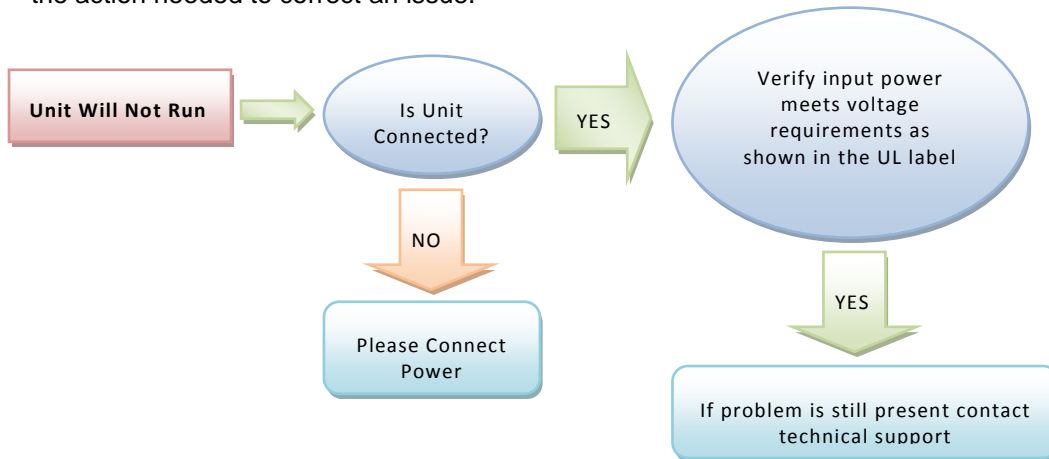 the action needed to correct an issue.
Unit Will Not Run
Is Unit
Connected?
YES
Verify input power
meets voltage
requirements as
shown in the UL label
NO
Please Connect
Power
YES
If problem is still present contact
technical support